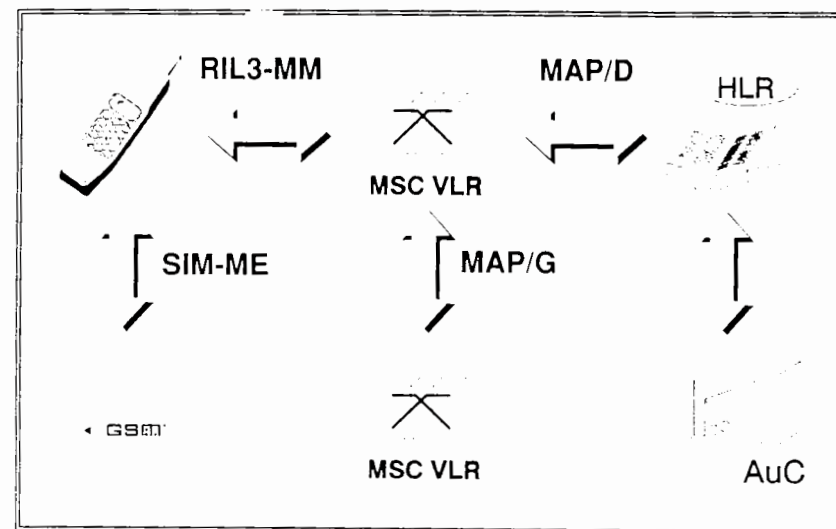 RIL3-MM
MAP/D
HLR
MSC VLR
SIM-ME
MAP/G
GSM
MSC VLR
AuC